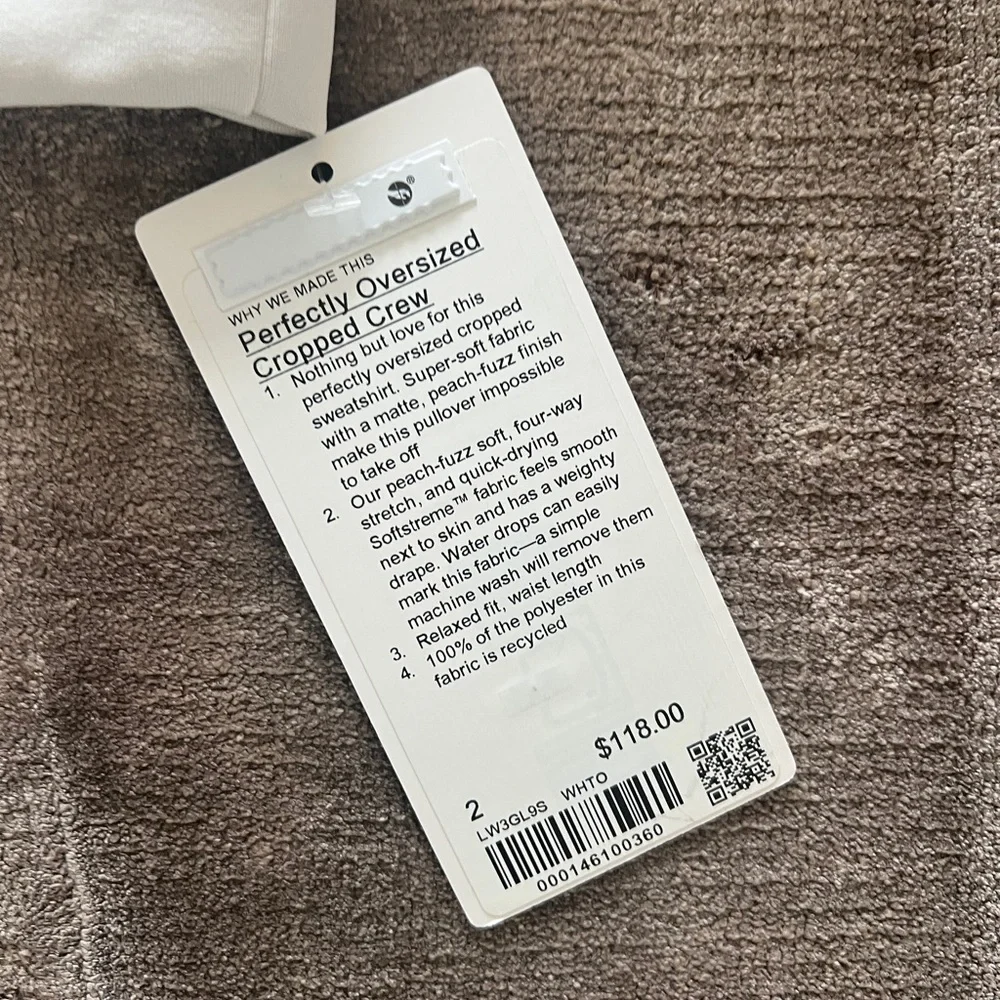 ®
WHY WE MADE THIS
Perfectly Oversized
Cropped Crew
1. Nothing but love for this
perfectly oversized cropped
sweatshirt. Super-soft fabric
with a matte, peach-fuzz finish
make this pullover impossible
to take off
2. Our peach-fuzz soft, four-way
stretch, and quick-drying
Softstreme™ fabric feels smooth
next to skin and has a weighty
drape. Water drops can easily
mark this fabric—a simple
machine wash will remove them
3. Relaxed fit, waist length
4. 100% of the polyester in this
fabric is recycled
$118.00
2
LW3GL9S WHTO
000146100360